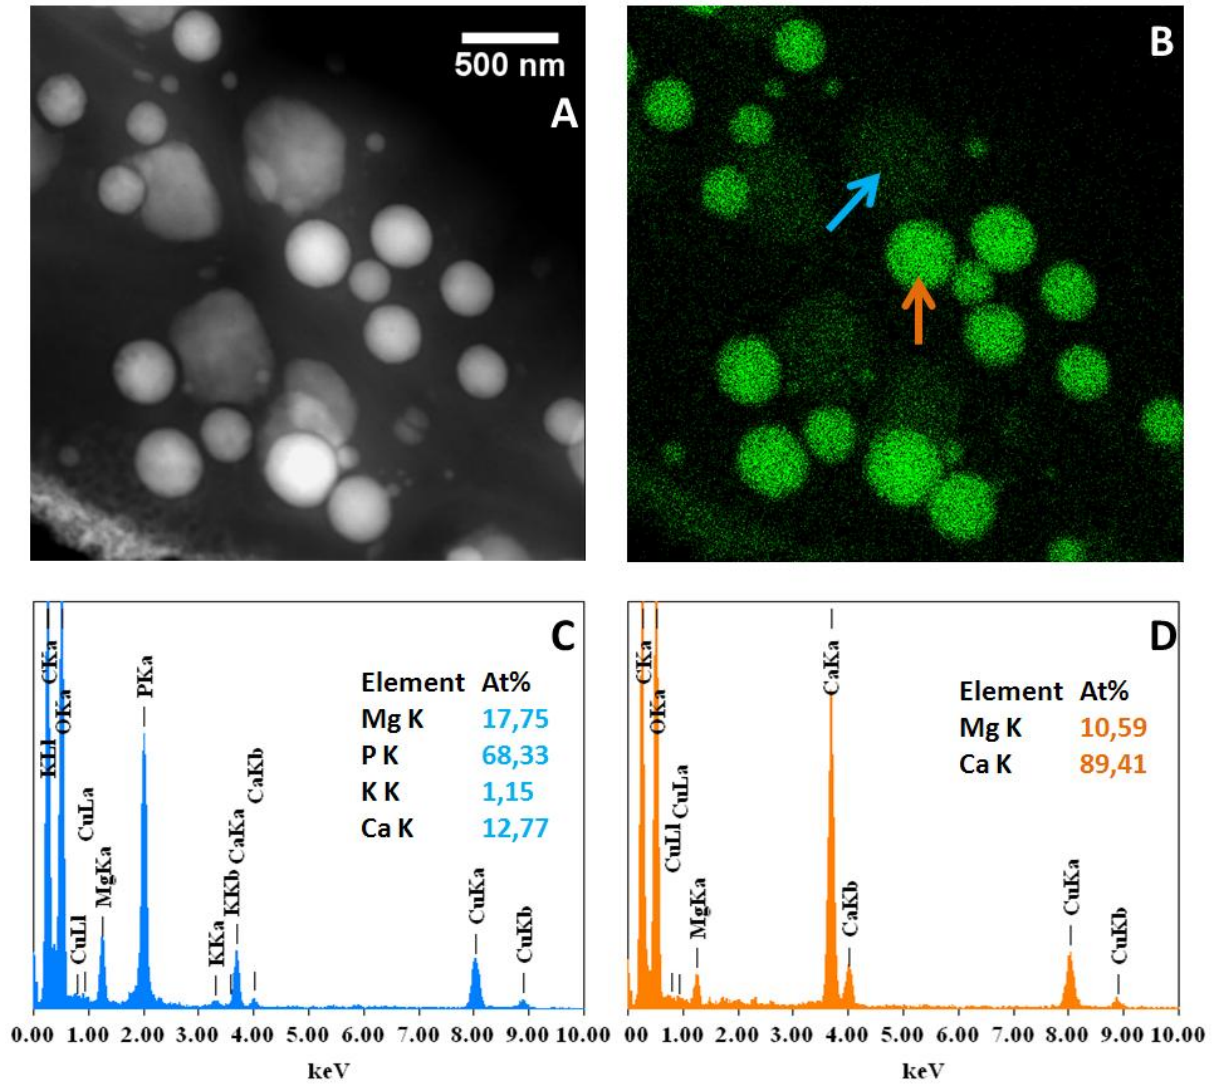 B
500 nm
A
C
CKa
OKa
KLl
CuLl
CuLa
MgKa
PKa
KKa
KKb
CaKa
CaKb
CuKa
CuKb
Element At%
Mg K 17,75
P K 68,33
K K 1,15
Ca K 12,77
0.00 1.00 2.00 3.00 4.00 5.00 6.00 7.00 8.00 9.00 10.00
keV
D
CKa
OKa
CuLl
CuLa
MgKa
CaKa
CaKb
CuKa
CuKb
Element At%
Mg K 10,59
Ca K 89,41
0.00 1.00 2.00 3.00 4.00 5.00 6.00 7.00 8.00 9.00 10.00
keV